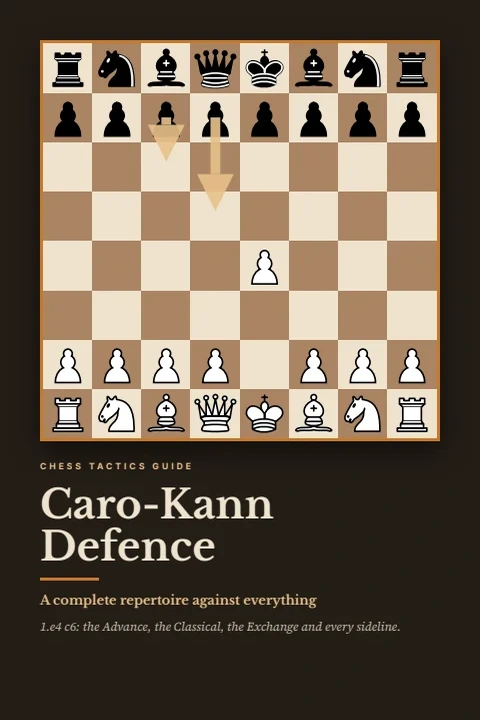 CHESS TACTICS GUIDE
Caro-Kann
Defence
A complete repertoire against everything
1.e4 c6: the Advance, the Classical, the Exchange and every sideline.